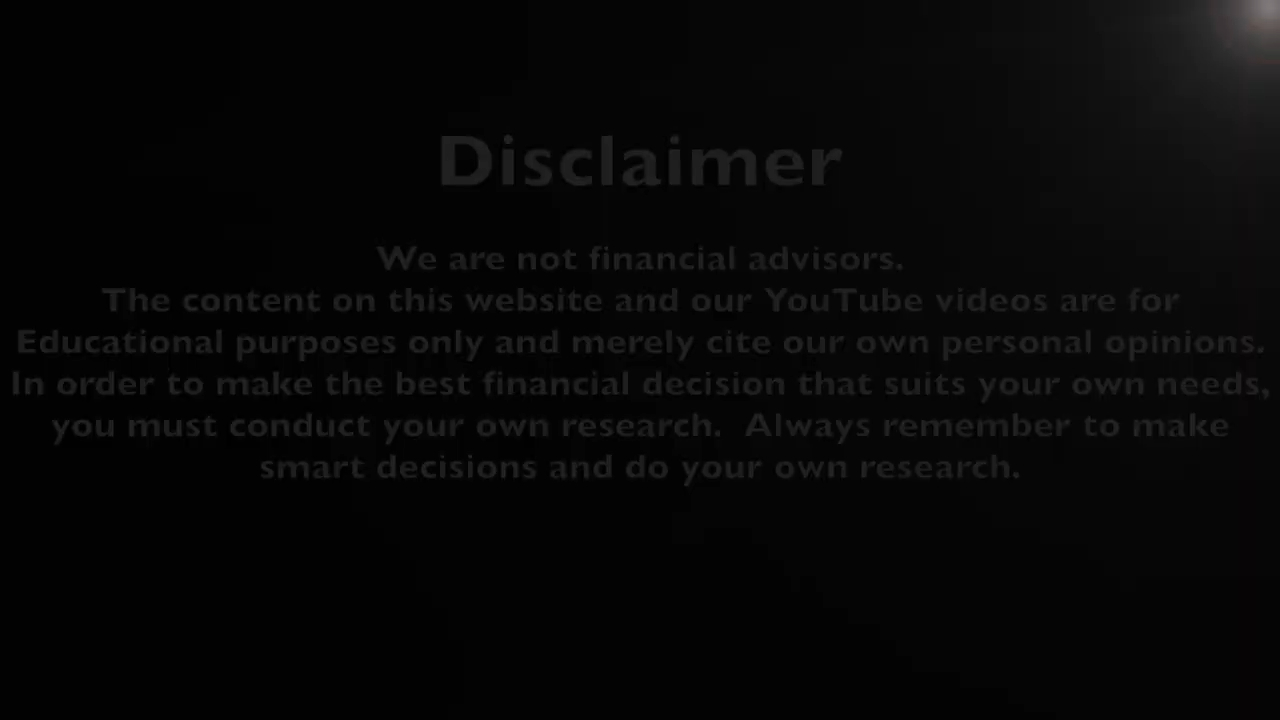 Disclaimer
We are not financial advisors.
The content on this website and our YouTube videos are for
Educational purposes only and merely cite our own personal opinions.
In order to make the best financial decision that suits your own needs,
you must conduct your own research.  Always remember to make
smart decisions and do your own research.